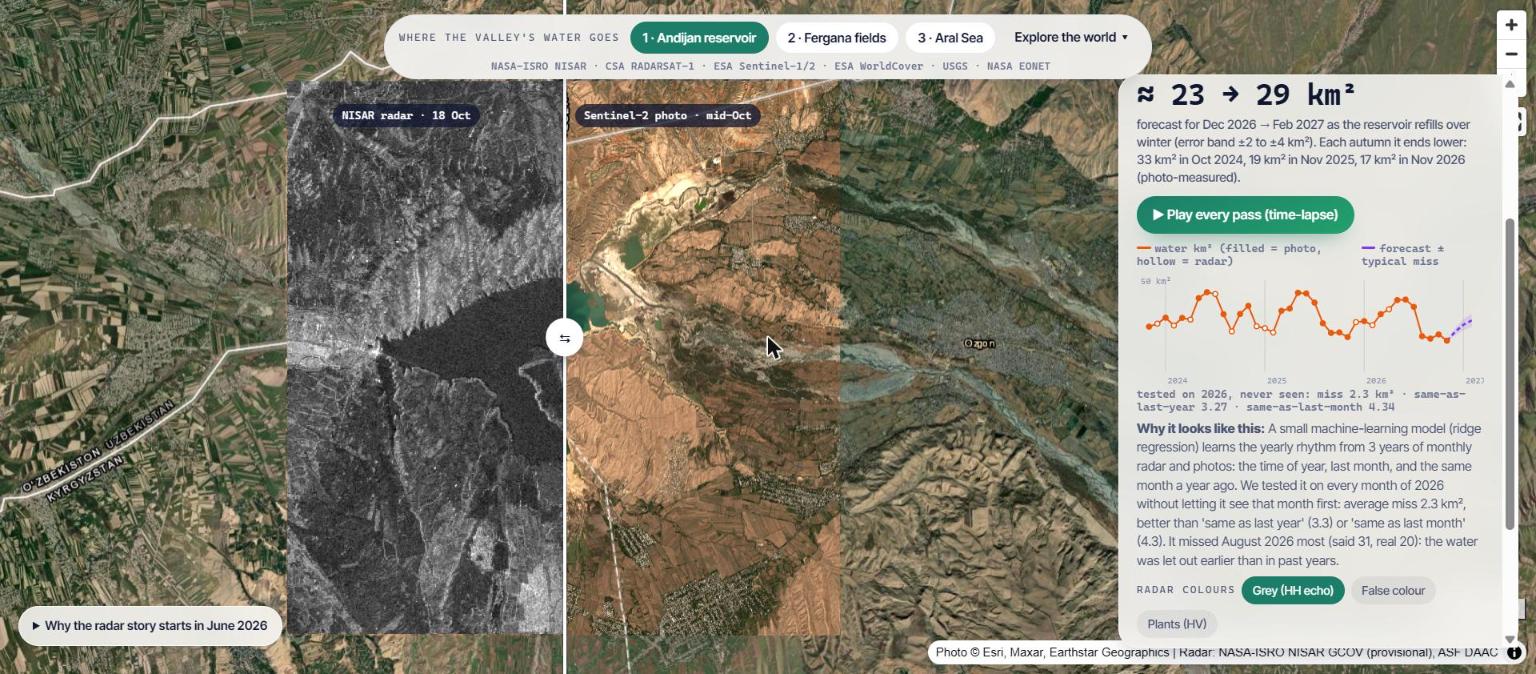 WHERE THE VALLEY'S WATER GOES
1 · Andijan reservoir
2 · Fergana fields
3 · Aral Sea
Explore the world ▾
NASA-ISRO NISAR · CSA RADARSAT-1 · ESA Sentinel-1/2 · ESA WorldCover · USGS · NASA EONET
+
−
NISAR radar · 18 Oct
Sentinel-2 photo · mid-Oct
O'ZBEKISTON UZBEKISTAN
KYRGYZSTAN
▶ Why the radar story starts in June 2026
≈ 23 → 29 km²
forecast for Dec 2026 → Feb 2027 as the reservoir refills over
winter (error band ±2 to ±4 km²). Each autumn it ends lower:
33 km² in Oct 2024, 19 km² in Nov 2025, 17 km² in Nov 2026
(photo-measured).
▶ Play every pass (time-lapse)
water km² (filled = photo,
hollow = radar)
forecast ±
typical miss
50 km²
2024
2025
2026
2027
tested on 2026, never seen: miss 2.3 km² · same-as-
last-year 3.27 · same-as-last-month 4.34
Why it looks like this: A small machine-learning model (ridge
regression) learns the yearly rhythm from 3 years of monthly
radar and photos: the time of year, last month, and the same
month a year ago. We tested it on every month of 2026
without letting it see that month first: average miss 2.3 km²,
better than 'same as last year' (3.3) or 'same as last month'
(4.3). It missed August 2026 most (said 31, real 20): the water
was let out earlier than in past years.
RADAR COLOURS
Grey (HH echo)
False colour
Plants (HV)
Photo © Esri, Maxar, Earthstar Geographics | Radar: NASA-ISRO NISAR GCOV (provisional), ASF DAAC